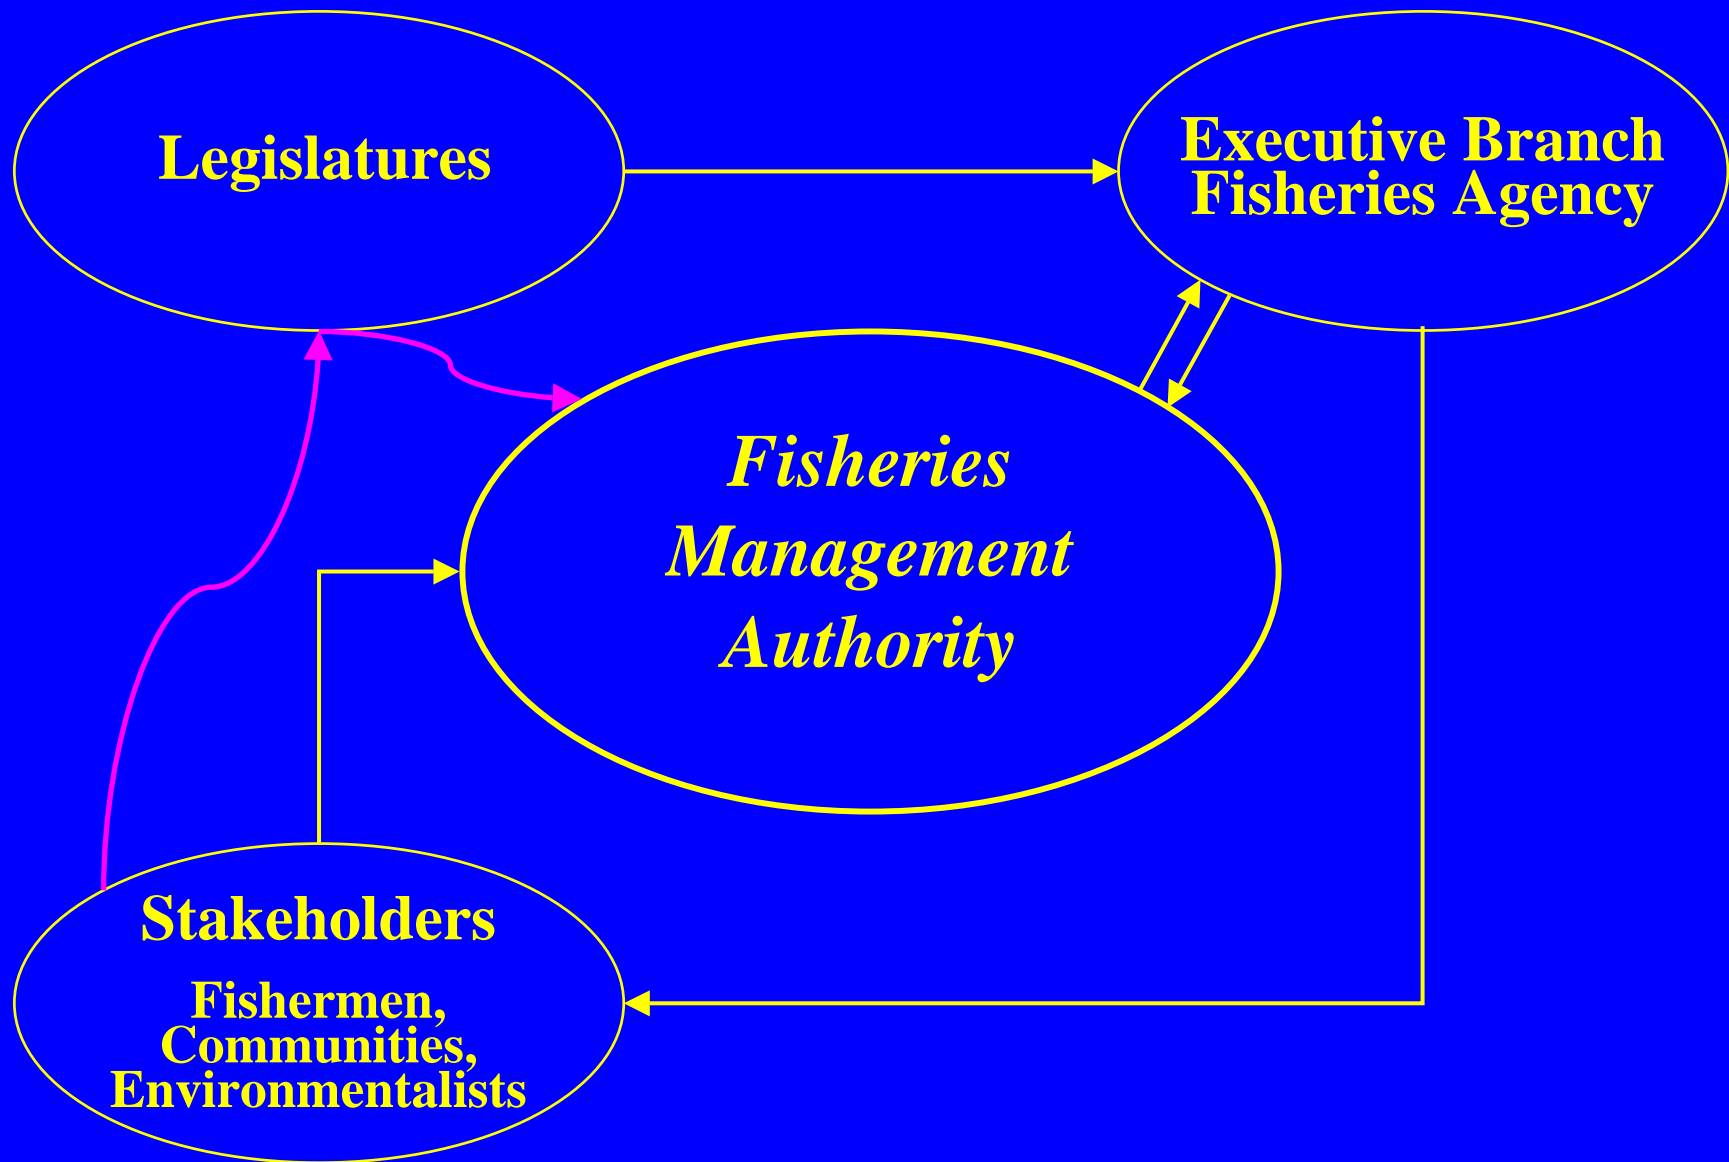 Legislatures
Executive Branch
Fisheries Agency
Fisheries
Management
Authority
Stakeholders
Fishermen,
Communities,
Environmentalists